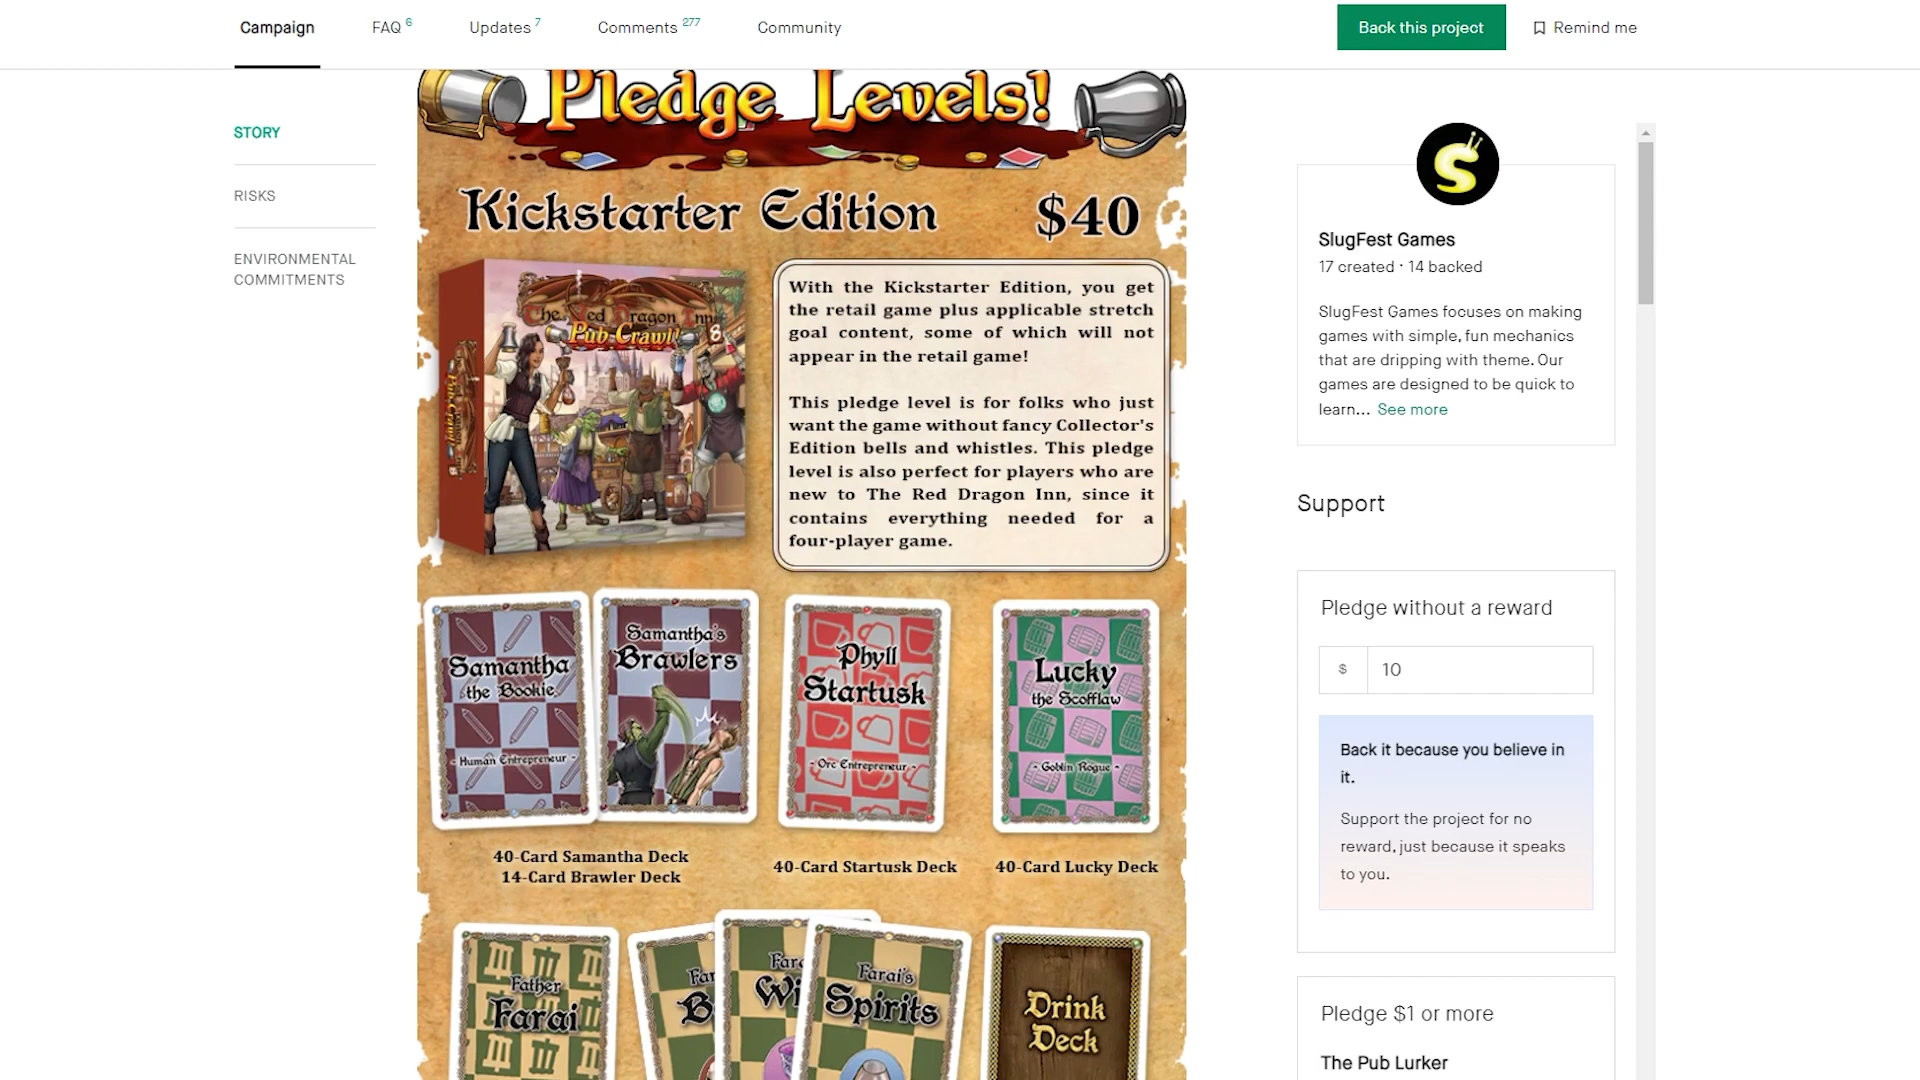 Campaign
FAQ 6
Updates 7
Comments 277
Community
Back this project
Remind me
STORY
RISKS
ENVIRONMENTAL
COMMITMENTS
Pledge Levels!
Kickstarter Edition $40
The Red Dragon Inn
Pub Crawl!
8
With the Kickstarter Edition, you get
the retail game plus applicable stretch
goal content, some of which will not
appear in the retail game!
This pledge level is for folks who just
want the game without fancy Collector's
Edition bells and whistles. This pledge
level is also perfect for players who are
new to The Red Dragon Inn, since it
contains everything needed for a
four-player game.
Samantha
the Bookie
- Human Entrepreneur -
Samantha's
Brawlers
Phyll
Startusk
- Orc Entrepreneur -
Lucky
the Scofflaw
- Goblin Rogue -
40-Card Samantha Deck
14-Card Brawler Deck
40-Card Startusk Deck
40-Card Lucky Deck
Father
Farai
Far
B
Fara
Wi
Farai's
Spirits
Drink
Deck
S
SlugFest Games
17 created · 14 backed
SlugFest Games focuses on making
games with simple, fun mechanics
that are dripping with theme. Our
games are designed to be quick to
learn... See more
Support
Pledge without a reward
$ 10
Back it because you believe in
it.
Support the project for no
reward, just because it speaks
to you.
Pledge $1 or more
The Pub Lurker